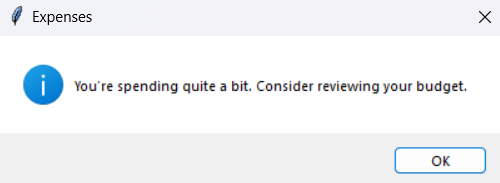 Expenses
You're spending quite a bit. Consider reviewing your budget.
OK